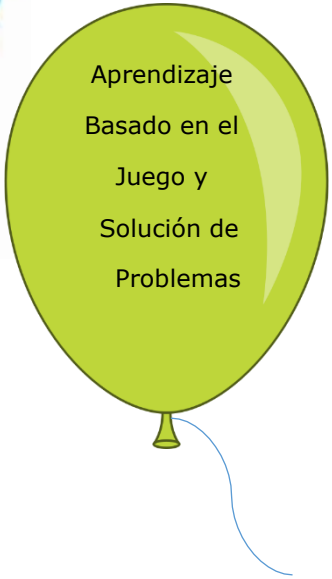 Aprendizaje
Basado en el
Juego y
Solución de
Problemas